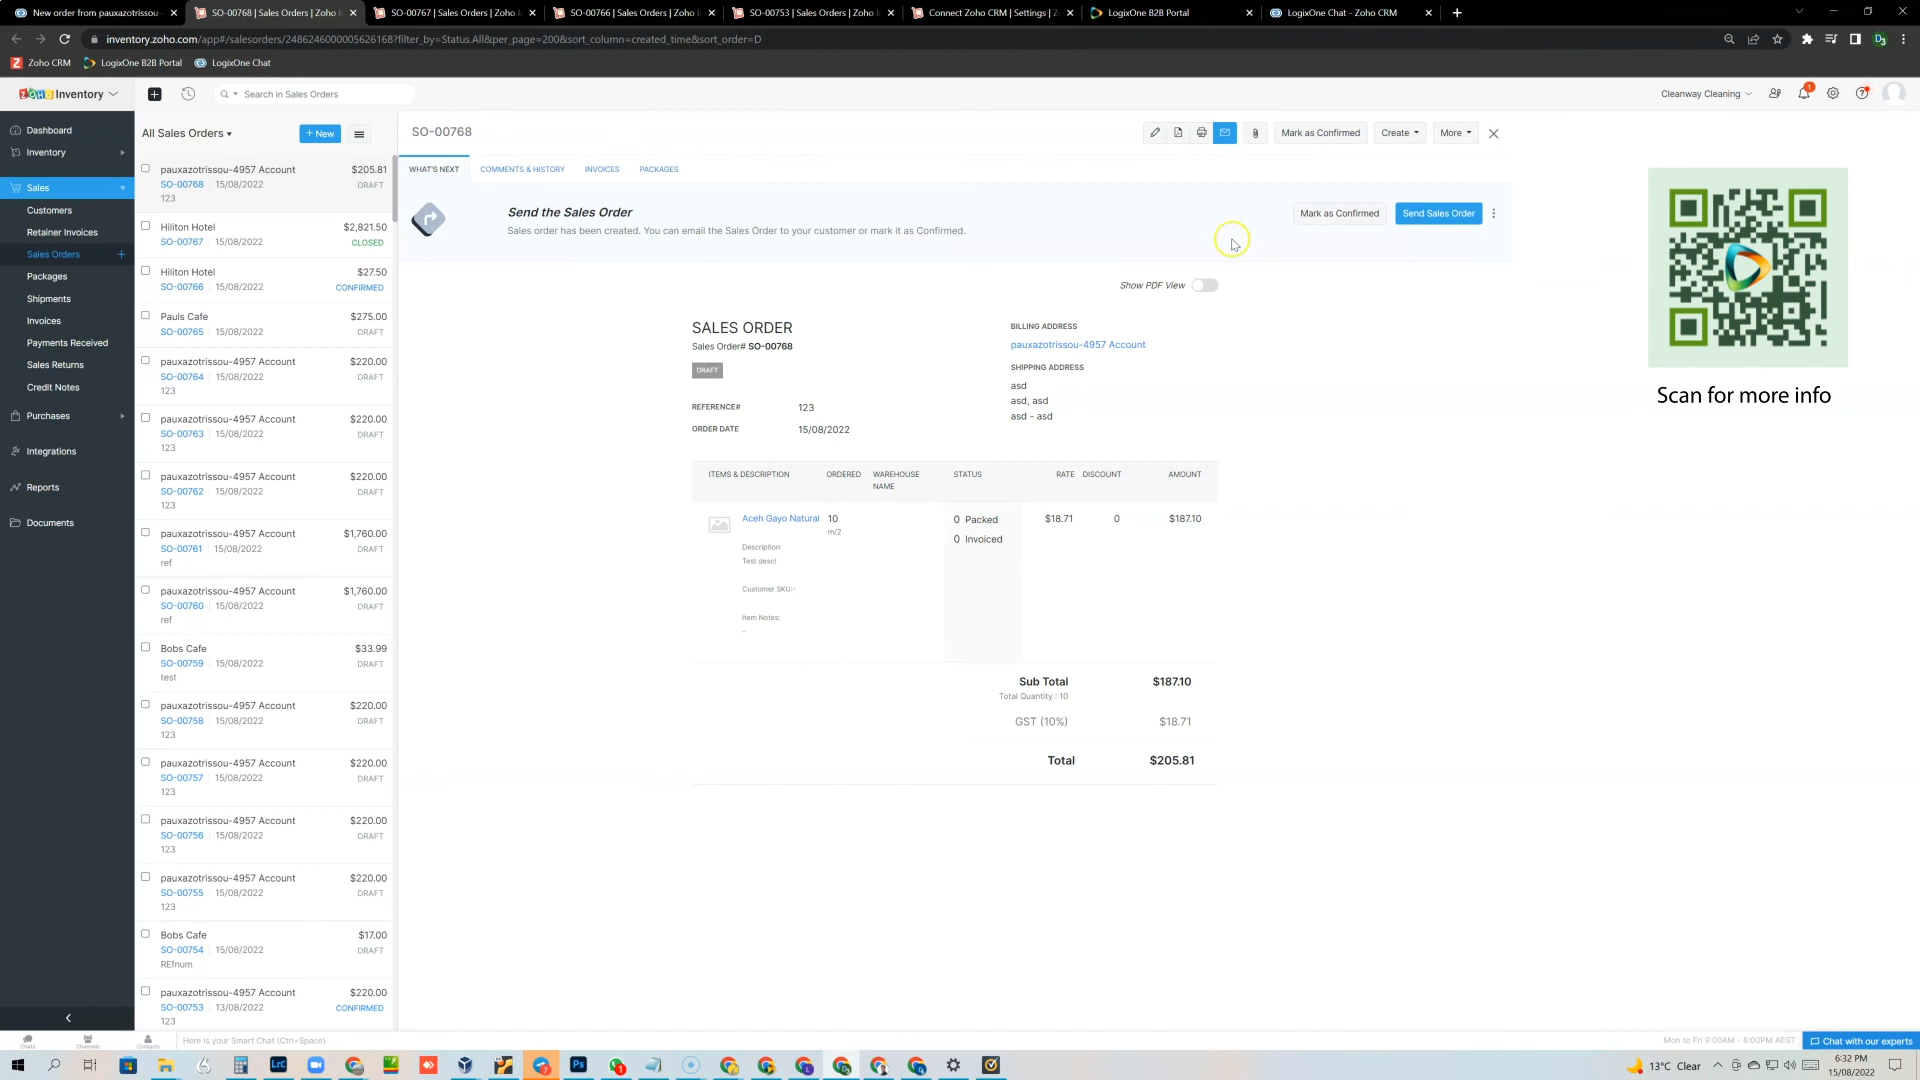 New order from pauxazotrissou-
SO-00768 | Sales Orders | Zoho I
SO-00767 | Sales Orders | Zoho I
SO-00766 | Sales Orders | Zoho I
SO-00753 | Sales Orders | Zoho I
Connect Zoho CRM | Settings | Z
LogixOne B2B Portal
LogixOne Chat - Zoho CRM
inventory.zoho.com/app#/salesorders/2486246000005626168?filter_by=Status.All&per_page=200&sort_column=created_time&sort_order=D
Zoho CRM
LogixOne B2B Portal
LogixOne Chat
ZOHO Inventory
Search in Sales Orders
Cleanway Cleaning
1
Dashboard
Inventory
Sales
Customers
Retainer Invoices
Sales Orders
Packages
Shipments
Invoices
Payments Received
Sales Returns
Credit Notes
Purchases
Integrations
Reports
Documents
All Sales Orders
+ New
pauxazotrissou-4957 Account $205.81
SO-00768 15/08/2022 DRAFT
123
Hiliton Hotel $2,821.50
SO-00767 15/08/2022 CLOSED
Hiliton Hotel $27.50
SO-00766 15/08/2022 CONFIRMED
Pauls Cafe $275.00
SO-00765 15/08/2022 DRAFT
pauxazotrissou-4957 Account $220.00
SO-00764 15/08/2022 DRAFT
123
pauxazotrissou-4957 Account $220.00
SO-00763 15/08/2022 DRAFT
123
pauxazotrissou-4957 Account $220.00
SO-00762 15/08/2022 DRAFT
123
pauxazotrissou-4957 Account $1,760.00
SO-00761 15/08/2022 DRAFT
ref
pauxazotrissou-4957 Account $1,760.00
SO-00760 15/08/2022 DRAFT
ref
Bobs Cafe $33.99
SO-00759 15/08/2022 DRAFT
test
pauxazotrissou-4957 Account $220.00
SO-00758 15/08/2022 DRAFT
123
pauxazotrissou-4957 Account $220.00
SO-00757 15/08/2022 DRAFT
123
pauxazotrissou-4957 Account $220.00
SO-00756 15/08/2022 DRAFT
123
pauxazotrissou-4957 Account $220.00
SO-00755 15/08/2022 DRAFT
123
Bobs Cafe $17.00
SO-00754 15/08/2022 DRAFT
REfnum
pauxazotrissou-4957 Account $220.00
SO-00753 13/08/2022 CONFIRMED
123
SO-00768
Mark as Confirmed
Create
More
WHAT'S NEXT
COMMENTS & HISTORY
INVOICES
PACKAGES
Send the Sales Order
Sales order has been created. You can email the Sales Order to your customer or mark it as Confirmed.
Mark as Confirmed
Send Sales Order
Show PDF View
SALES ORDER
Sales Order# SO-00768
DRAFT
REFERENCE# 123
ORDER DATE 15/08/2022
BILLING ADDRESS
pauxazotrissou-4957 Account
SHIPPING ADDRESS
asd
asd, asd
asd - asd
ITEMS & DESCRIPTION ORDERED WAREHOUSE NAME STATUS RATE DISCOUNT AMOUNT
Aceh Gayo Natural 10 0 Packed $18.71 0 $187.10
m/2
0 Invoiced
Description:
Test desc!
Customer SKU:-
Item Notes:
-
Sub Total $187.10
Total Quantity : 10
GST (10%) $18.71
Total $205.81
Scan for more info
Chats
Channels
Contacts
Here is your Smart Chat (Ctrl+Space)
Mon to Fri 9:00AM - 8:00PM AEST
Chat with our experts
LrC
Ps
13°C Clear
6:32 PM
15/08/2022